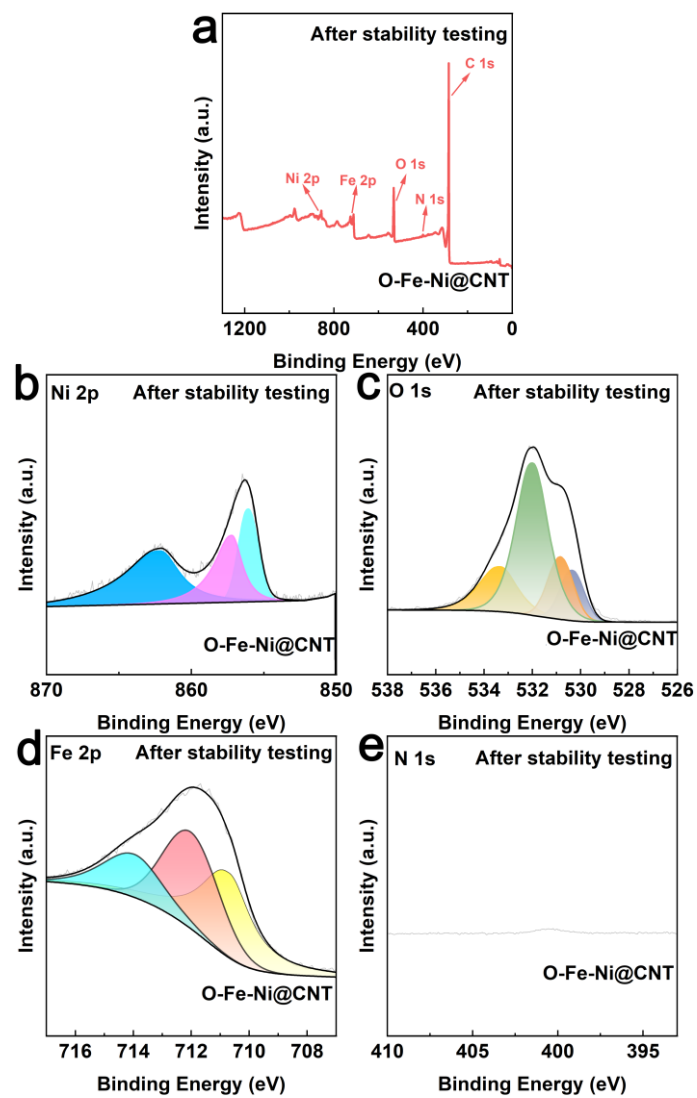 a
After stability testing
C 1s
O 1s
Ni 2p
Fe 2p
N 1s
O-Fe-Ni@CNT
Intensity (a.u.)
1200 800 400 0
Binding Energy (eV)
b
Ni 2p After stability testing
O-Fe-Ni@CNT
Intensity (a.u.)
870 860 850
Binding Energy (eV)
c
O 1s After stability testing
O-Fe-Ni@CNT
Intensity (a.u.)
538 536 534 532 530 528 526
Binding Energy (eV)
d
Fe 2p After stability testing
O-Fe-Ni@CNT
Intensity (a.u.)
716 714 712 710 708
Binding Energy (eV)
e
N 1s After stability testing
O-Fe-Ni@CNT
Intensity (a.u.)
410 405 400 395
Binding Energy (eV)